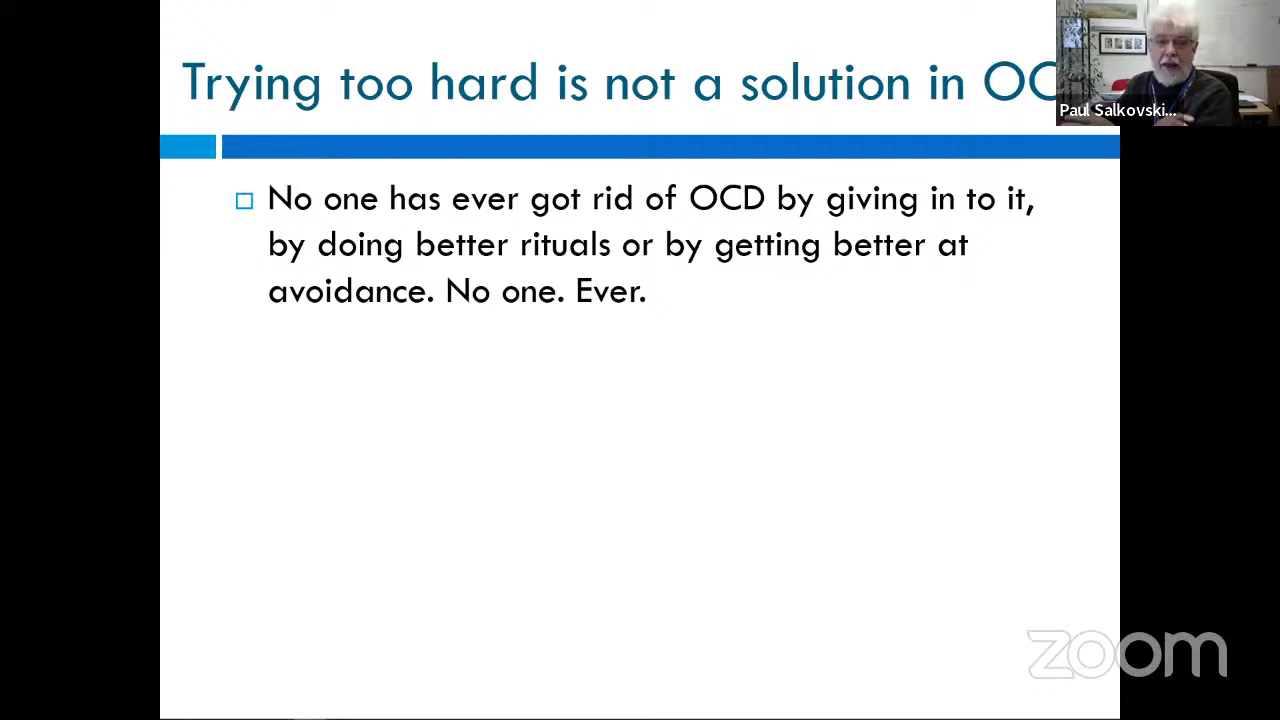 Trying too hard is not a solution in OC
Paul Salkovski...
No one has ever got rid of OCD by giving in to it,
by doing better rituals or by getting better at
avoidance. No one. Ever.
zoom